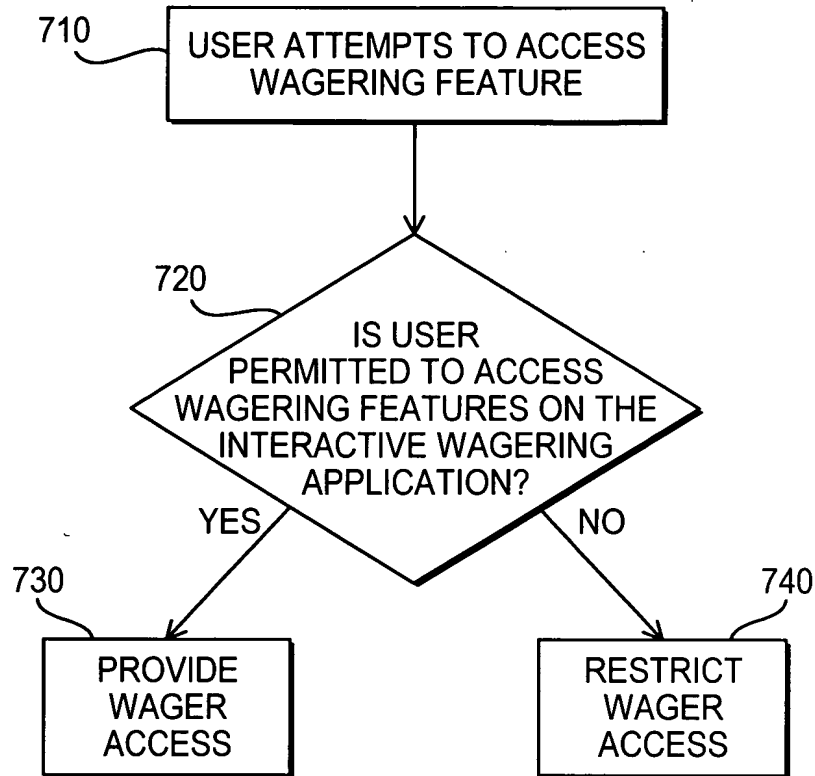 710
USER ATTEMPTS TO ACCESS
WAGERING FEATURE
720
IS USER
PERMITTED TO ACCESS
WAGERING FEATURES ON THE
INTERACTIVE WAGERING
APPLICATION?
YES
NO
730
PROVIDE
WAGER
ACCESS
740
RESTRICT
WAGER
ACCESS